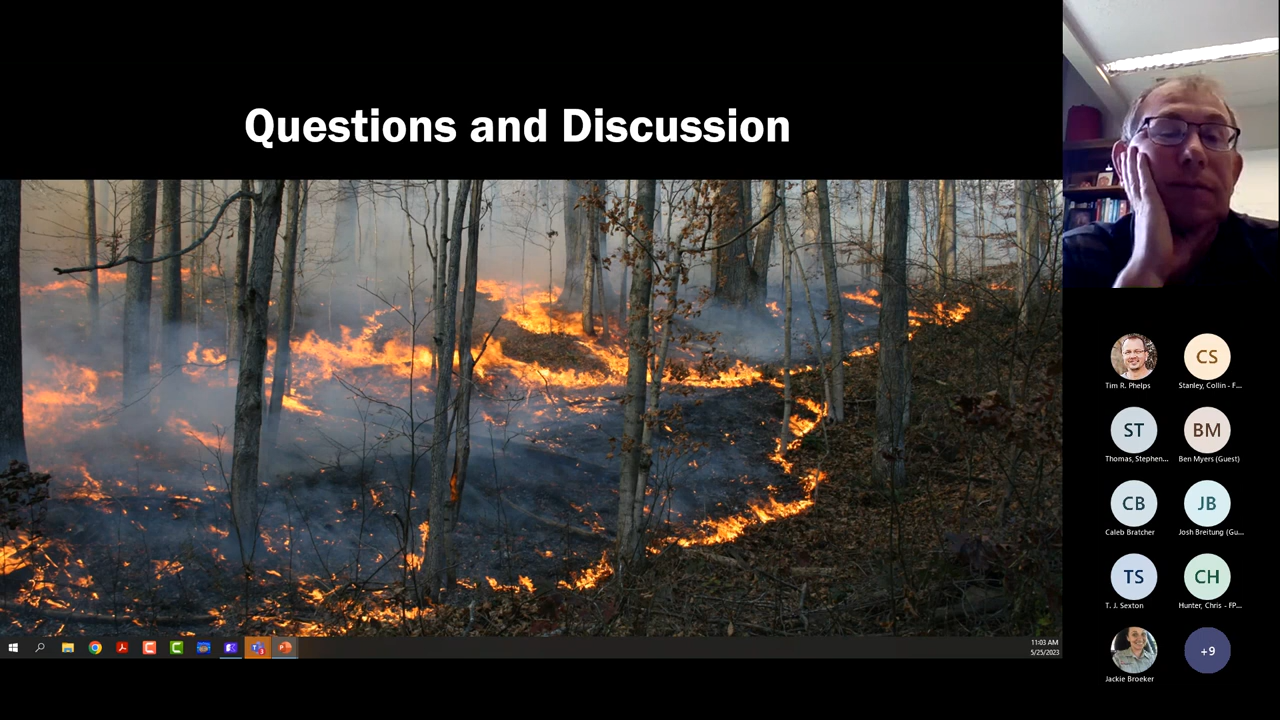 Questions and Discussion
11:03 AM
5/25/2023
Tim R. Phelps
CS
Stanley, Collin - F...
ST
Thomas, Stephen...
BM
Ben Myers (Guest)
CB
Caleb Bratcher
JB
Josh Breitung (Gu...
TS
T. J. Sexton
CH
Hunter, Chris - FP...
Jackie Broeker
+9